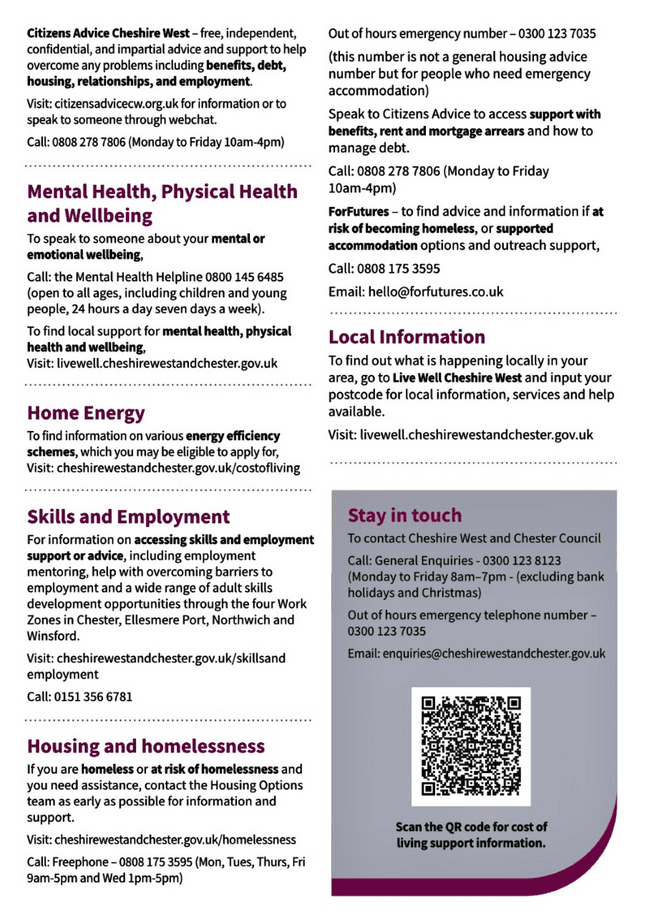 Citizens Advice Cheshire West – free, independent,
confidential, and impartial advice and support to help
overcome any problems including benefits, debt,
housing, relationships, and employment.
Visit: citizensadvicecw.org.uk for information or to
speak to someone through webchat.
Call: 0808 278 7806 (Monday to Friday 10am-4pm)
Mental Health, Physical Health
and Wellbeing
To speak to someone about your mental or
emotional wellbeing,
Call: the Mental Health Helpline 0800 145 6485
(open to all ages, including children and young
people, 24 hours a day seven days a week).
To find local support for mental health, physical
health and wellbeing,
Visit: livewell.cheshirewestandchester.gov.uk
Home Energy
To find information on various energy efficiency
schemes, which you may be eligible to apply for,
Visit: cheshirewestandchester.gov.uk/costofliving
Skills and Employment
For information on accessing skills and employment
support or advice, including employment
mentoring, help with overcoming barriers to
employment and a wide range of adult skills
development opportunities through the four Work
Zones in Chester, Ellesmere Port, Northwich and
Winsford.
Visit: cheshirewestandchester.gov.uk/skillsand
employment
Call: 0151 356 6781
Housing and homelessness
If you are homeless or at risk of homelessness and
you need assistance, contact the Housing Options
team as early as possible for information and
support.
Visit: cheshirewestandchester.gov.uk/homelessness
Call: Freephone – 0808 175 3595 (Mon, Tues, Thurs, Fri
9am-5pm and Wed 1pm-5pm)
Out of hours emergency number – 0300 123 7035
(this number is not a general housing advice
number but for people who need emergency
accommodation)
Speak to Citizens Advice to access support with
benefits, rent and mortgage arrears and how to
manage debt.
Call: 0808 278 7806 (Monday to Friday
10am-4pm)
ForFutures – to find advice and information if at
risk of becoming homeless, or supported
accommodation options and outreach support,
Call: 0808 175 3595
Email: hello@forfutures.co.uk
Local Information
To find out what is happening locally in your
area, go to Live Well Cheshire West and input your
postcode for local information, services and help
available.
Visit: livewell.cheshirewestandchester.gov.uk
Stay in touch
To contact Cheshire West and Chester Council
Call: General Enquiries - 0300 123 8123
(Monday to Friday 8am–7pm - (excluding bank
holidays and Christmas)
Out of hours emergency telephone number –
0300 123 7035
Email: enquiries@cheshirewestandchester.gov.uk
Scan the QR code for cost of
living support information.